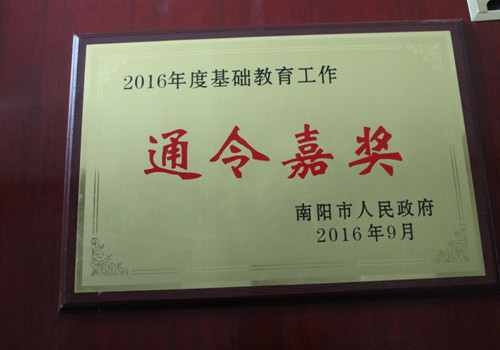 2016年度基础教育工作
通令嘉奖
南阳市人民政府
2016年9月